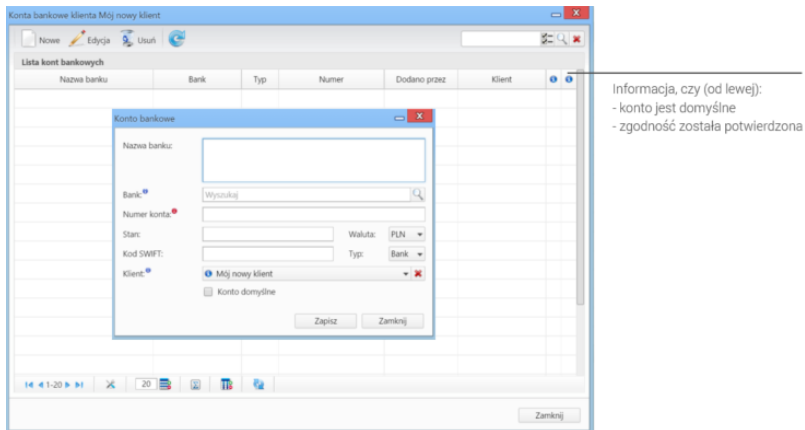 Konta bankowe klienta Mój nowy klient
Nowe Edycja Usuń
Lista kont bankowych
Nazwa banku Bank Typ Numer Dodano przez Klient
Informacja, czy (od lewej):
- konto jest domyślne
- zgodność została potwierdzona
Konto bankowe
Nazwa banku:
Bank: Wyszukaj
Numer konta:
Stan: Waluta: PLN
Kod SWIFT: Typ: Bank
Klient: Mój nowy klient
Konto domyślne
Zapisz Zamknij
1-20 20
Zamknij